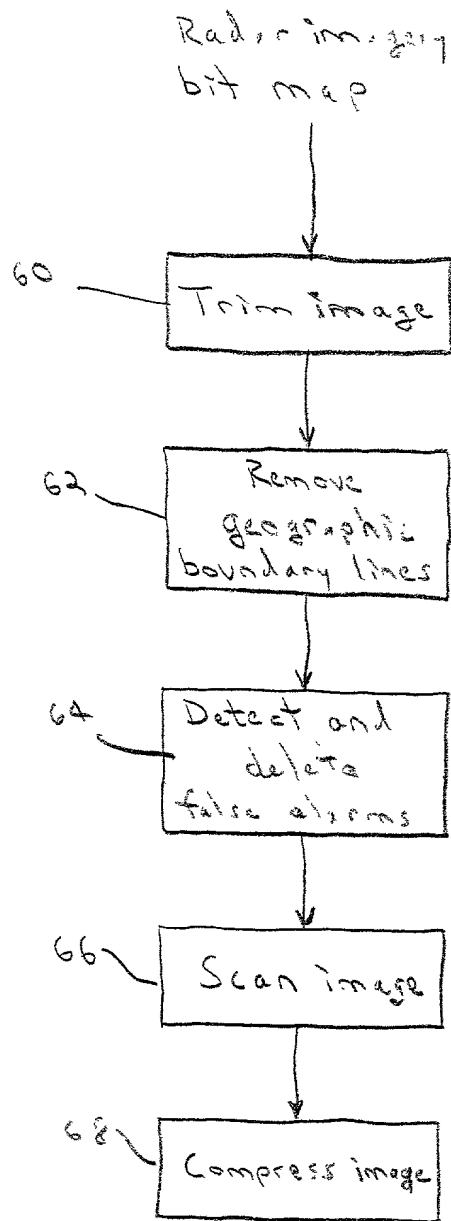 Radar imagery
bit map
60
Trim image
62
Remove
geographic
boundary lines
64
Detect and
delete
false alarms
66
Scan image
68
Compress image